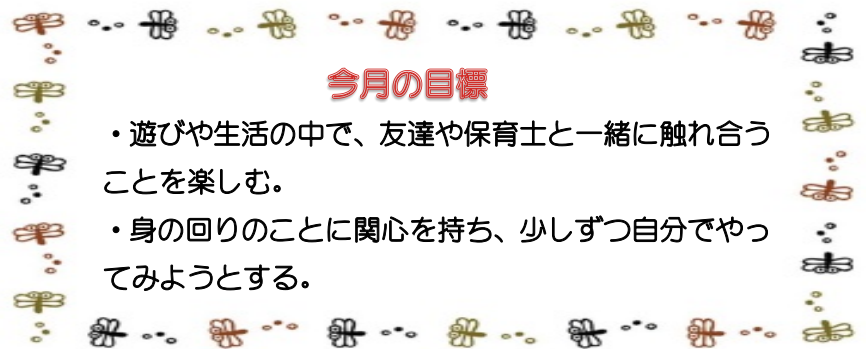 今月の目標
・遊びや生活の中で、友達や保育士と一緒に触れ合う
ことを楽しむ。
・身の回りのことに関心を持ち、少しずつ自分でやっ
てみようとする。